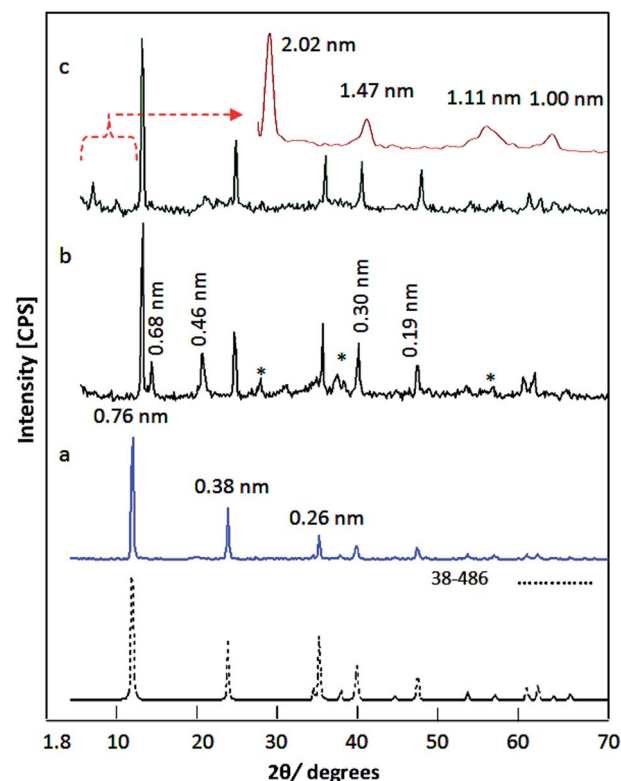 2.02 nm
c
1.47 nm
1.11 nm
1.00 nm
b
0.68 nm
0.46 nm
0.30 nm
0.19 nm
*
*
*
Intensity [CPS]
0.76 nm
a
0.38 nm
0.26 nm
38-486
1.8 10 20 30 40 50 60 70
2θ/ degrees